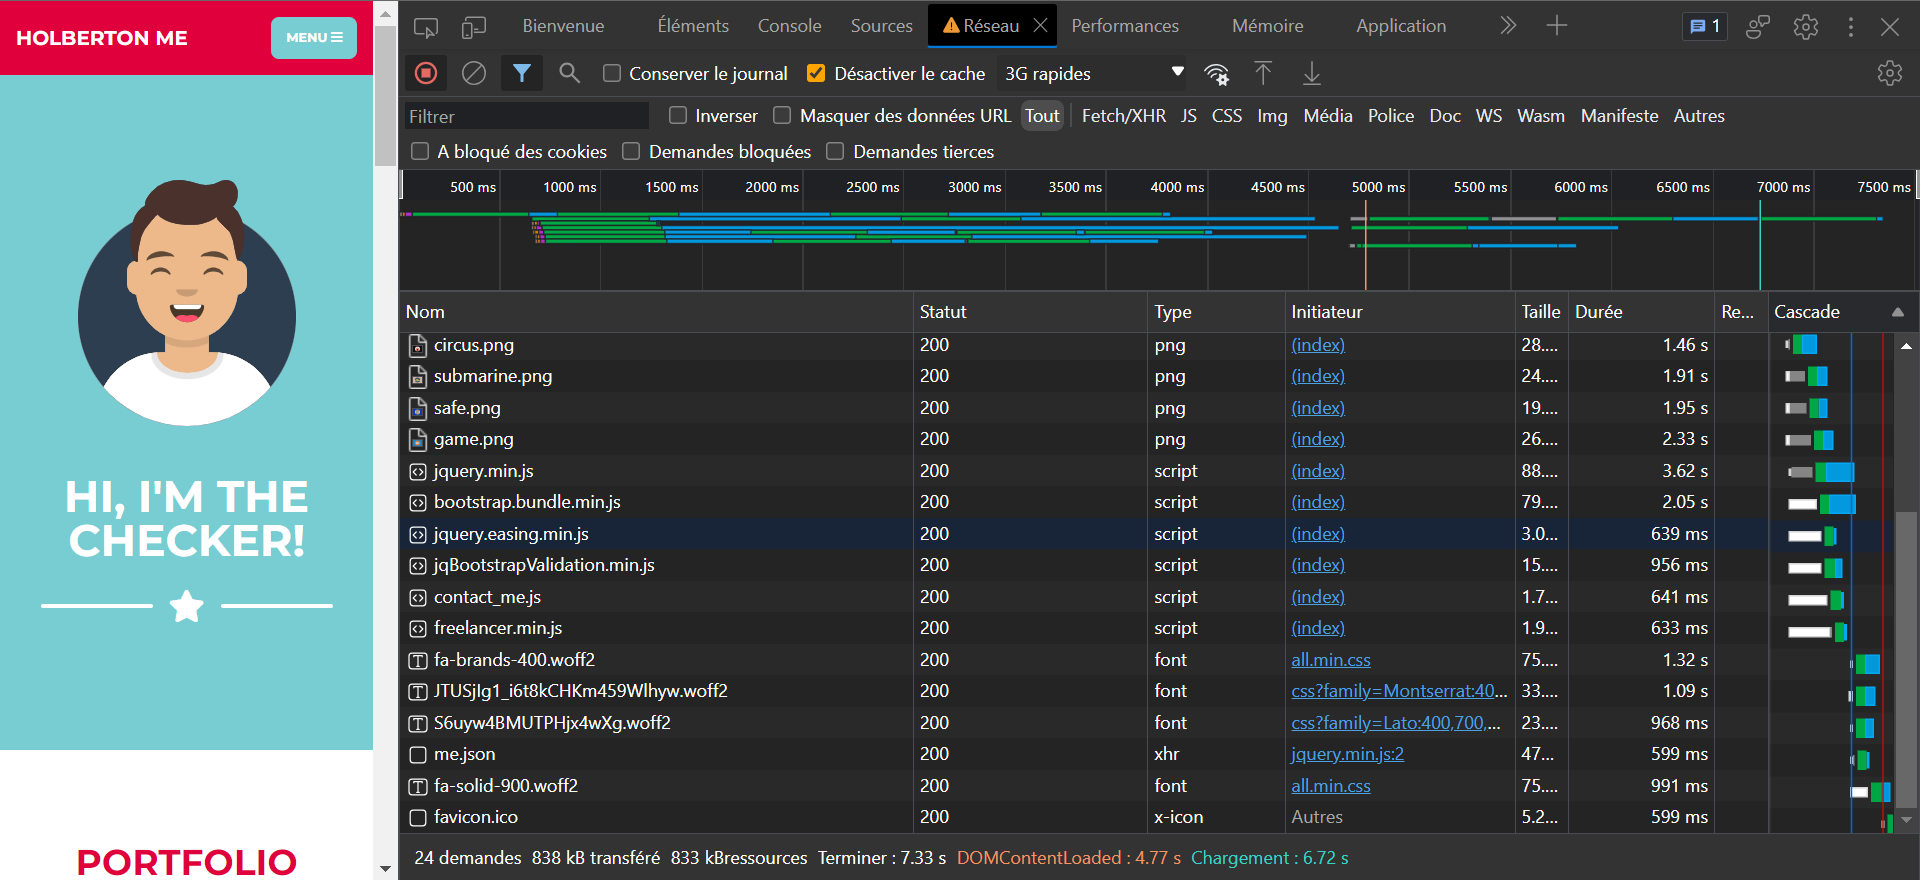 HOLBERTON ME
MENU
HI, I'M THE
CHECKER!
PORTFOLIO
Bienvenue Éléments Console Sources Réseau Performances Mémoire Application 1
Conserver le journal Désactiver le cache 3G rapides
Filtrer Inverser Masquer des données URL Tout Fetch/XHR JS CSS Img Média Police Doc WS Wasm Manifeste Autres
A bloqué des cookies Demandes bloquées Demandes tierces
500 ms 1000 ms 1500 ms 2000 ms 2500 ms 3000 ms 3500 ms 4000 ms 4500 ms 5000 ms 5500 ms 6000 ms 6500 ms 7000 ms 7500 ms
Nom Statut Type Initiateur Taille Durée Re... Cascade
circus.png 200 png (index) 28.... 1.46 s
submarine.png 200 png (index) 24.... 1.91 s
safe.png 200 png (index) 19.... 1.95 s
game.png 200 png (index) 26.... 2.33 s
jquery.min.js 200 script (index) 88.... 3.62 s
bootstrap.bundle.min.js 200 script (index) 79.... 2.05 s
jquery.easing.min.js 200 script (index) 3.0... 639 ms
jqBootstrapValidation.min.js 200 script (index) 15.... 956 ms
contact_me.js 200 script (index) 1.7... 641 ms
freelancer.min.js 200 script (index) 1.9... 633 ms
fa-brands-400.woff2 200 font all.min.css 75.... 1.32 s
JTUSjIg1_i6t8kCHKm459Wlhyw.woff2 200 font css?family=Montserrat:40... 33.... 1.09 s
S6uyw4BMUTPHjx4wXg.woff2 200 font css?family=Lato:400,700,... 23.... 968 ms
me.json 200 xhr jquery.min.js:2 47... 599 ms
fa-solid-900.woff2 200 font all.min.css 75.... 991 ms
favicon.ico 200 x-icon Autres 5.2... 599 ms
24 demandes 838 kB transféré 833 kBressources Terminer : 7.33 s DOMContentLoaded : 4.77 s Chargement : 6.72 s